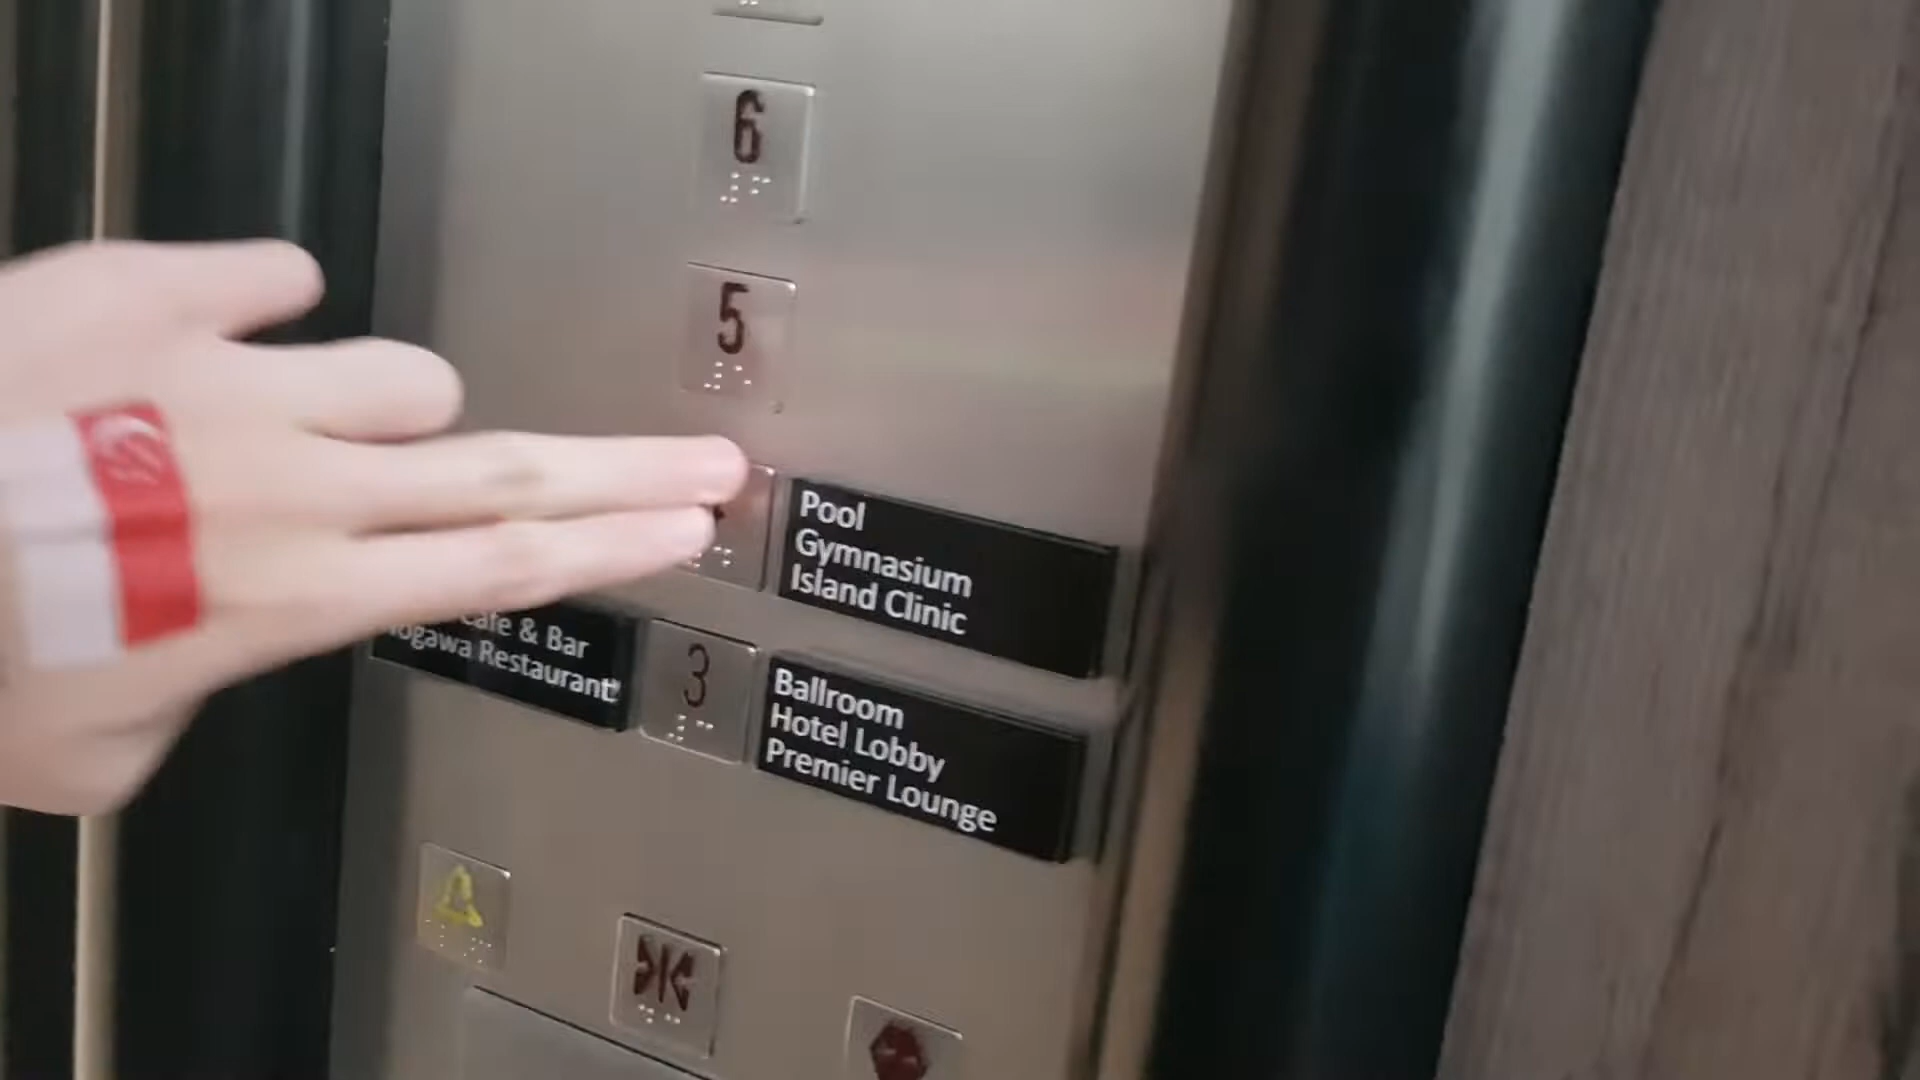 6
5
Pool
Gymnasium
Island Clinic
Cafe & Bar
Restaurant
3
Ballroom
Hotel Lobby
Premier Lounge